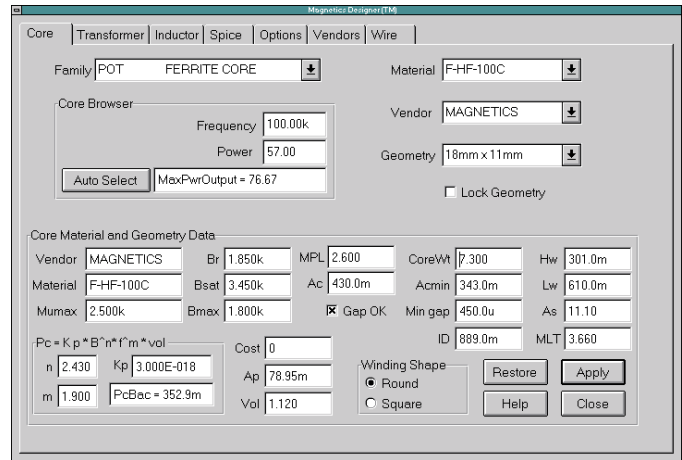 Magnetics Designer(TM)
Core Transformer Inductor Spice Options Vendors Wire
Family POT FERRITE CORE Material F-HF-100C
Core Browser
Vendor MAGNETICS
Frequency 100.00k
Power 57.00
Geometry 18mm x 11mm
Auto Select MaxPwrOutput = 76.67
Lock Geometry
Core Material and Geometry Data
Vendor MAGNETICS Br 1.850k MPL 2.600 CoreWt 7.300 Hw 301.0m
Material F-HF-100C Bsat 3.450k Ac 430.0m Acmin 343.0m Lw 610.0m
Mumax 2.500k Bmax 1.800k Gap OK Min gap 450.0u As 11.10
ID 889.0m MLT 3.660
Pc = K p * B^n* f^m * vol
Cost 0
n 2.430 Kp 3.000E-018
Ap 78.95m
m 1.900 PcBac = 352.9m
Vol 1.120
Winding Shape
Round
Square
Restore Apply
Help Close